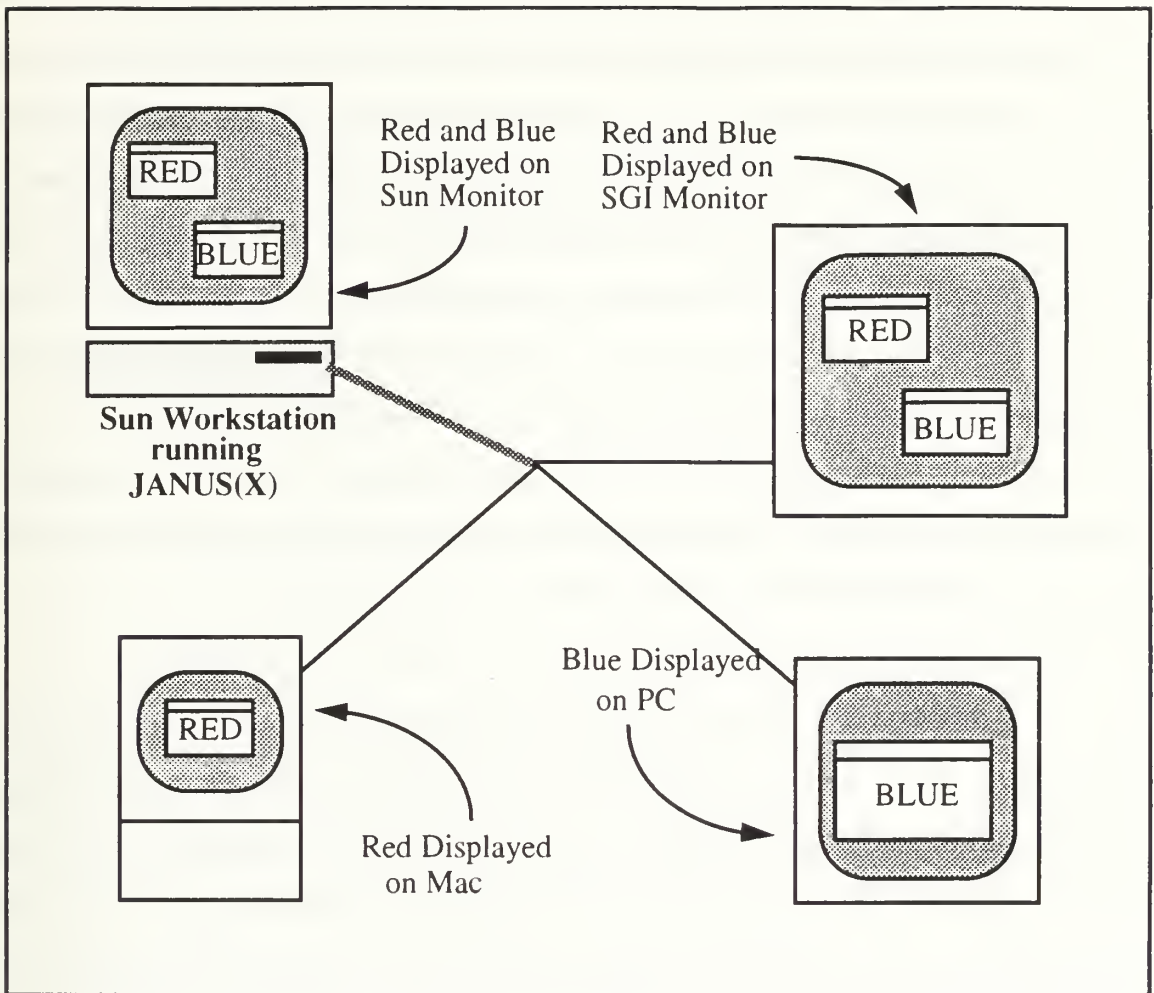 RED
BLUE
Sun Workstation
running
JANUS(X)
Red and Blue
Displayed on
Sun Monitor
Red and Blue
Displayed on
SGI Monitor
RED
BLUE
RED
Red Displayed
on Mac
Blue Displayed
on PC
BLUE